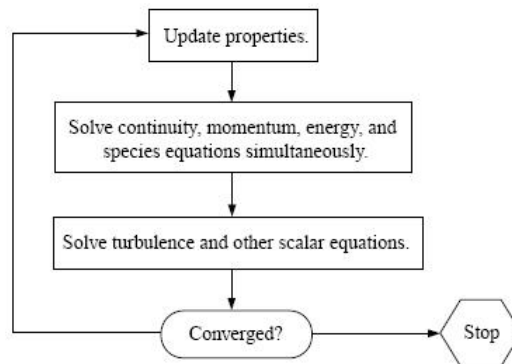 Update properties.
Solve continuity, momentum, energy, and
species equations simultaneously.
Solve turbulence and other scalar equations.
Converged?
Stop